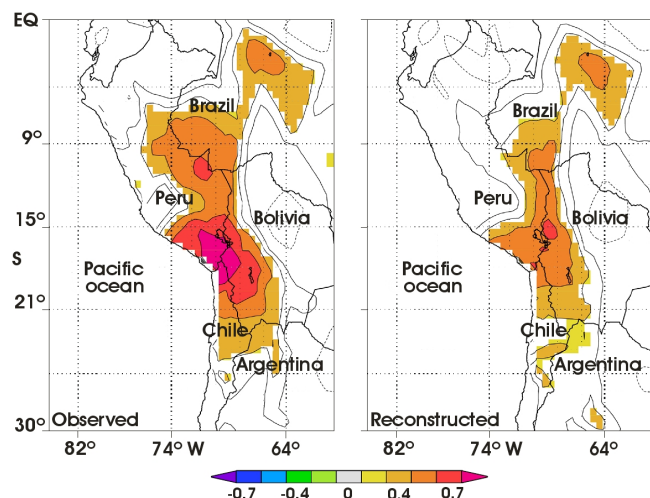 EQ
Brazil
Brazil
9°
Peru
Bolivia
Peru
Bolivia
15°
S
Pacific
ocean
Pacific
ocean
21°
Chile
Chile
Argentina
Argentina
30°
Observed
Reconstructed
82° 74° W 64° 82° 74° W 64°
-0.7 -0.4 0 0.4 0.7